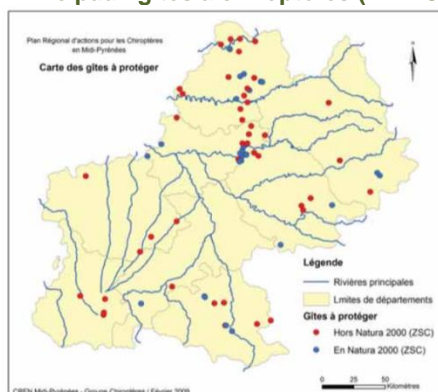 Plan Régional d'actions pour les Chiroptères
en Midi-Pyrénées
Carte des gîtes à protéger
N
Légende
Rivières principales
Lmites de départements
Gîtes à protéger
Hors Natura 2000 (ZSC)
En Natura 2000 (ZSC)
0 25 50
Kilomètres
CREN Midi-Pyrénées - Groupe Chiroptères / Février 2009